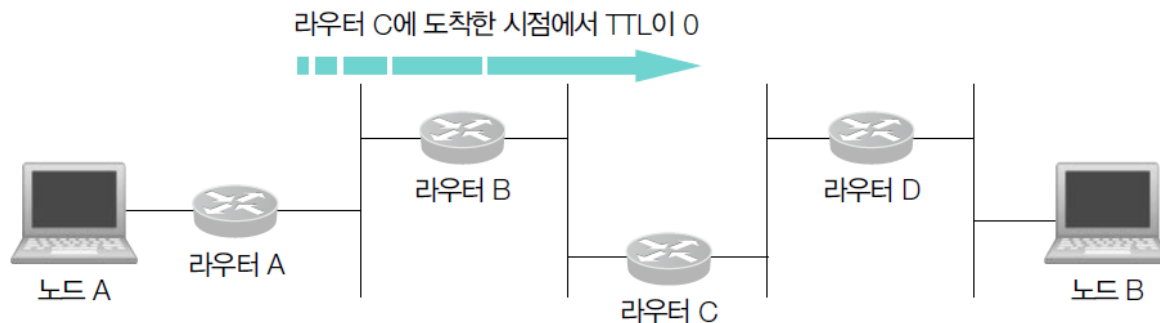 라우터 C에 도착한 시점에서 TTL이 0
라우터 B
라우터 D
노드 A
라우터 A
라우터 C
노드 B